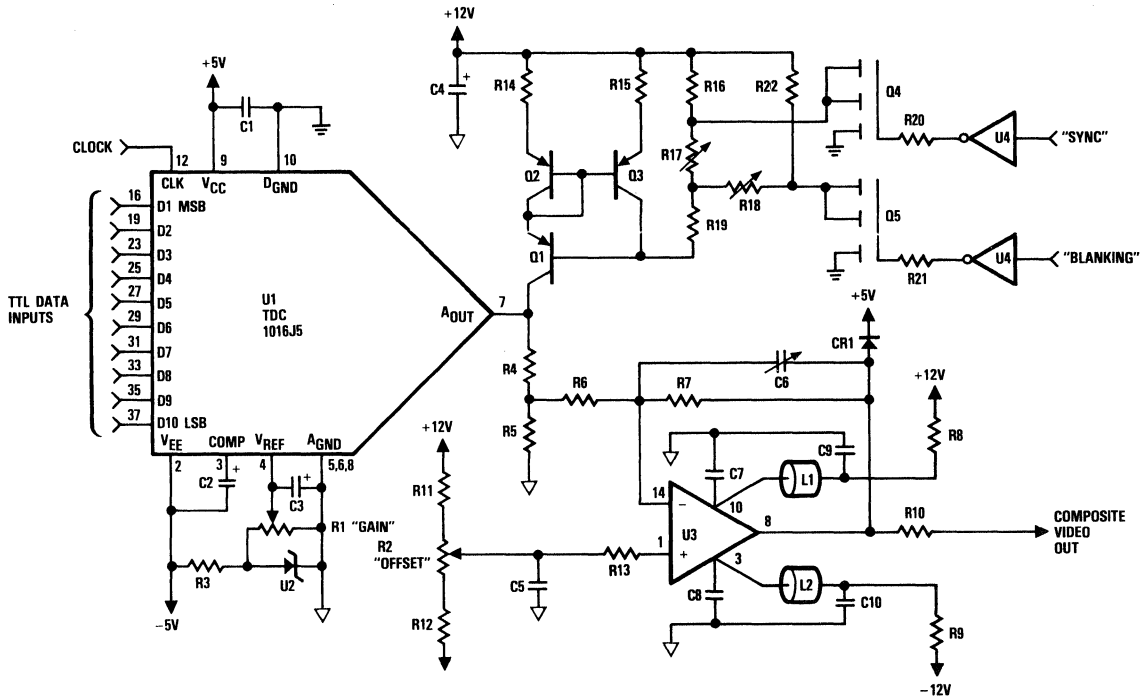 +12V
+5V
C4
+
R14
R15
R16
R22
Q4
C1
R20
U4
"SYNC"
CLOCK
12
9
10
CLK
VCC
DGND
R17
Q2
Q3
R18
Q5
R19
R21
U4
"BLANKING"
Q1
TTL DATA
INPUTS
16
D1 MSB
19
D2
23
D3
25
D4
27
D5
29
D6
31
D7
33
D8
35
D9
37
D10 LSB
U1
TDC
1016J5
AOUT
7
+5V
CR1
C6
R4
R6
R7
+12V
R5
R8
VEE
COMP
VREF
AGND
2
3
4
5,6,8
+
C2
+
C3
+12V
C9
C7
L1
R11
14
−
10
R1 "GAIN"
R2
"OFFSET"
U3
8
R10
COMPOSITE
VIDEO
OUT
1
+
3
R3
U2
R13
C5
C8
L2
C10
−5V
R12
R9
−12V